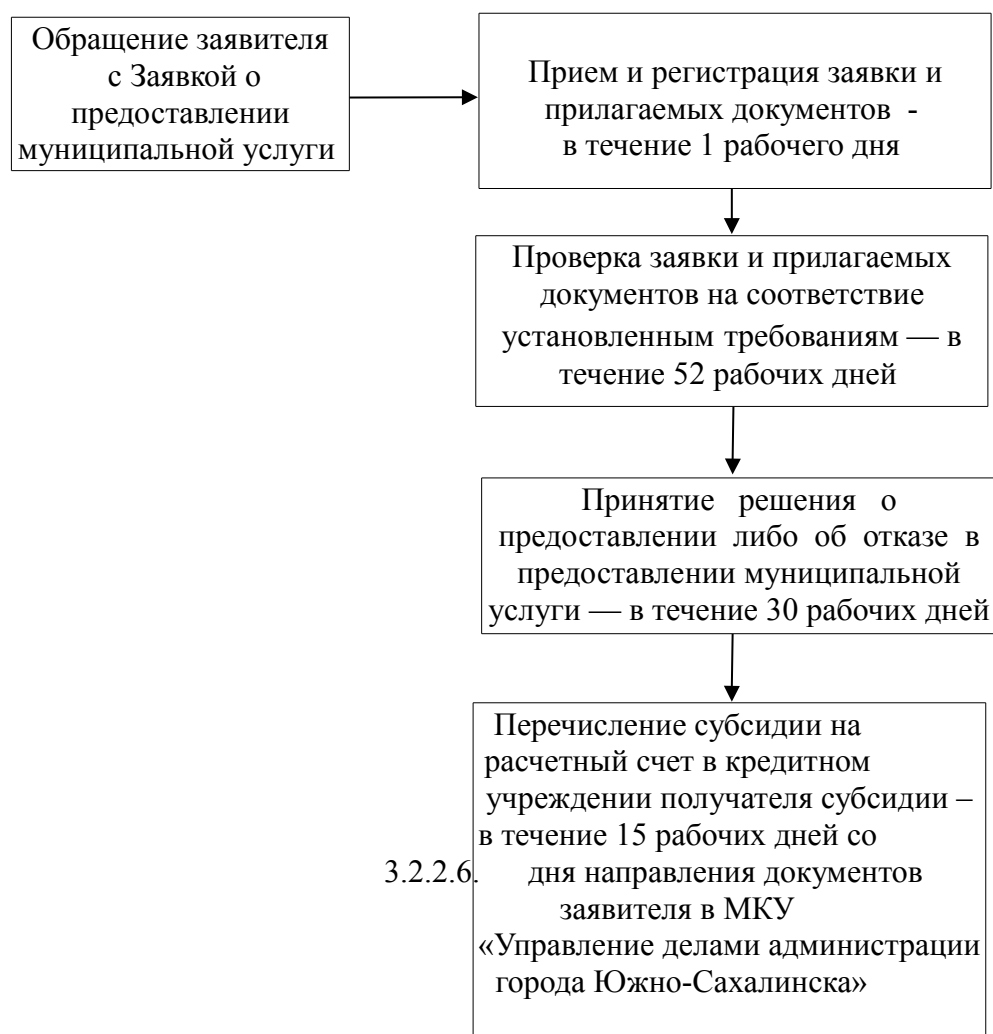 Обращение заявителя
с Заявкой о
предоставлении
муниципальной услуги
Прием и регистрация заявки и
прилагаемых документов -
в течение 1 рабочего дня
Проверка заявки и прилагаемых
документов на соответствие
установленным требованиям — в
течение 52 рабочих дней
Принятие решения о
предоставлении либо об отказе в
предоставлении муниципальной
услуги — в течение 30 рабочих дней
Перечисление субсидии на
расчетный счет в кредитном
учреждении получателя субсидии –
в течение 15 рабочих дней со
3.2.2.6. дня направления документов
заявителя в МКУ
«Управление делами администрации
города Южно-Сахалинска»